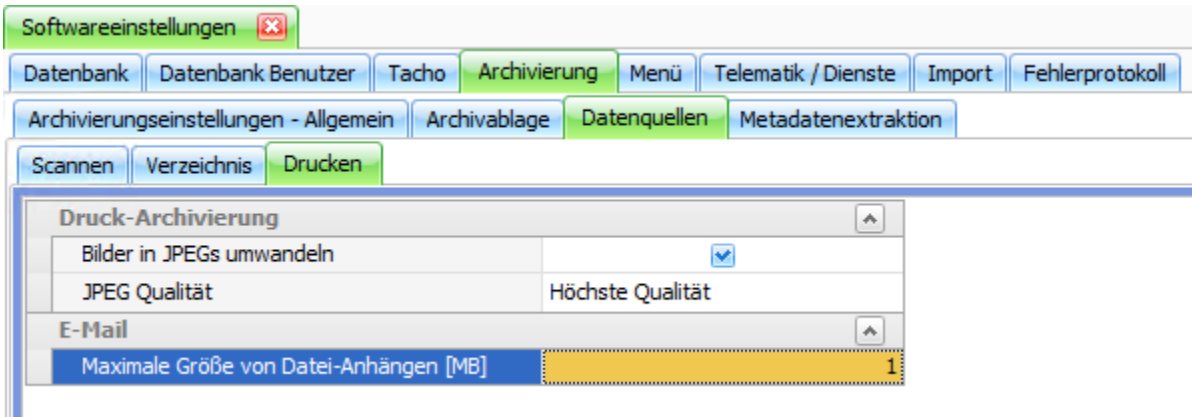 Softwareeinstellungen
Datenbank Datenbank Benutzer Tacho Archivierung Menü Telematik / Dienste Import Fehlerprotokoll
Archivierungseinstellungen - Allgemein Archivablage Datenquellen Metadatenextraktion
Scannen Verzeichnis Drucken
Druck-Archivierung
Bilder in JPEGs umwandeln
JPEG Qualität Höchste Qualität
E-Mail
Maximale Größe von Datei-Anhängen [MB] 1